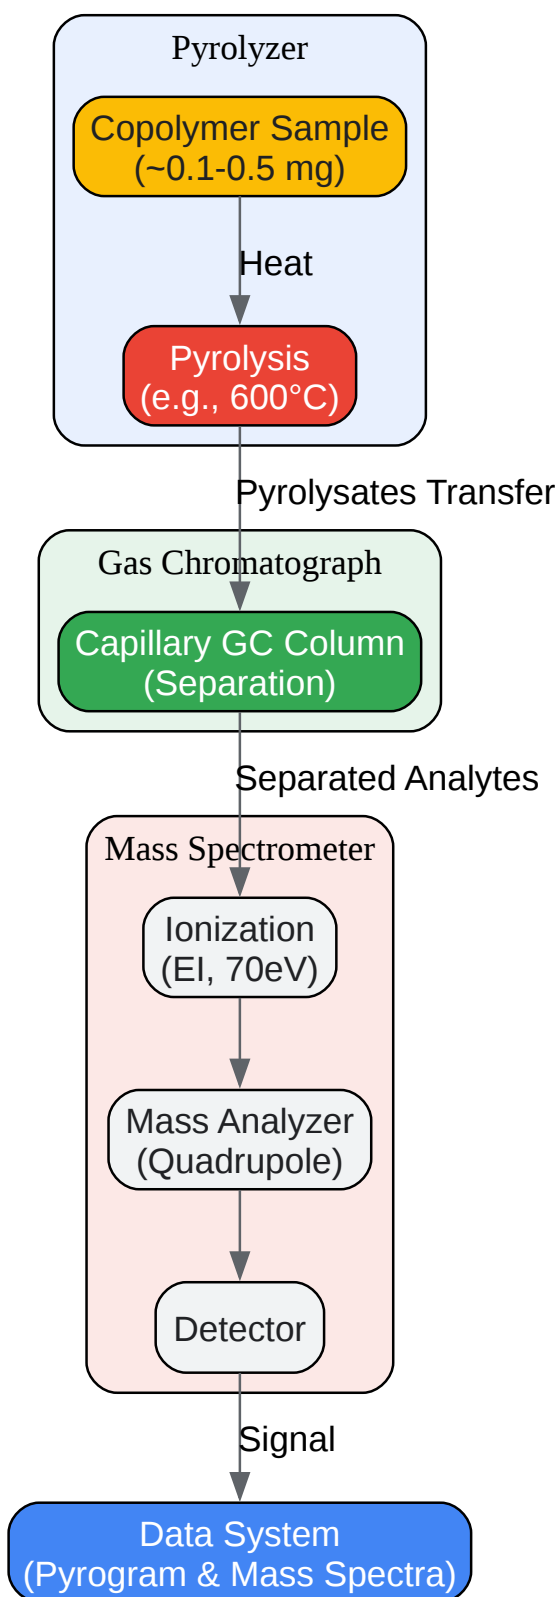 Pyrolyzer
Copolymer Sample
(~0.1-0.5 mg)
Heat
Pyrolysis
(e.g., 600°C)
Pyrolysates Transfer
Gas Chromatograph
Capillary GC Column
(Separation)
Separated Analytes
Mass Spectrometer
Ionization
(EI, 70eV)
Mass Analyzer
(Quadrupole)
Detector
Signal
Data System
(Pyrogram & Mass Spectra)